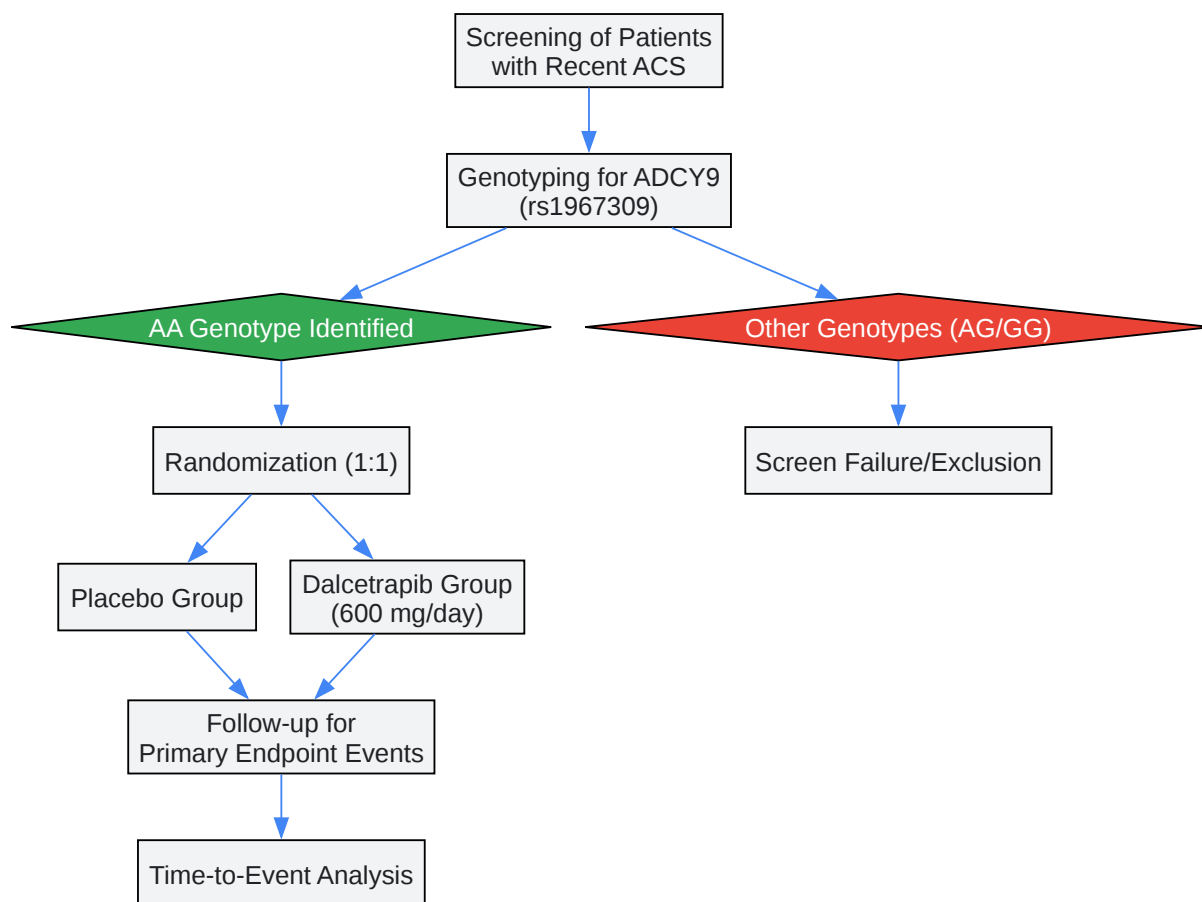 Screening of Patients
with Recent ACS
Genotyping for ADCY9
(rs1967309)
AA Genotype Identified
Other Genotypes (AG/GG)
Randomization (1:1)
Screen Failure/Exclusion
Placebo Group
Dalcetrapib Group
(600 mg/day)
Follow-up for
Primary Endpoint Events
Time-to-Event Analysis